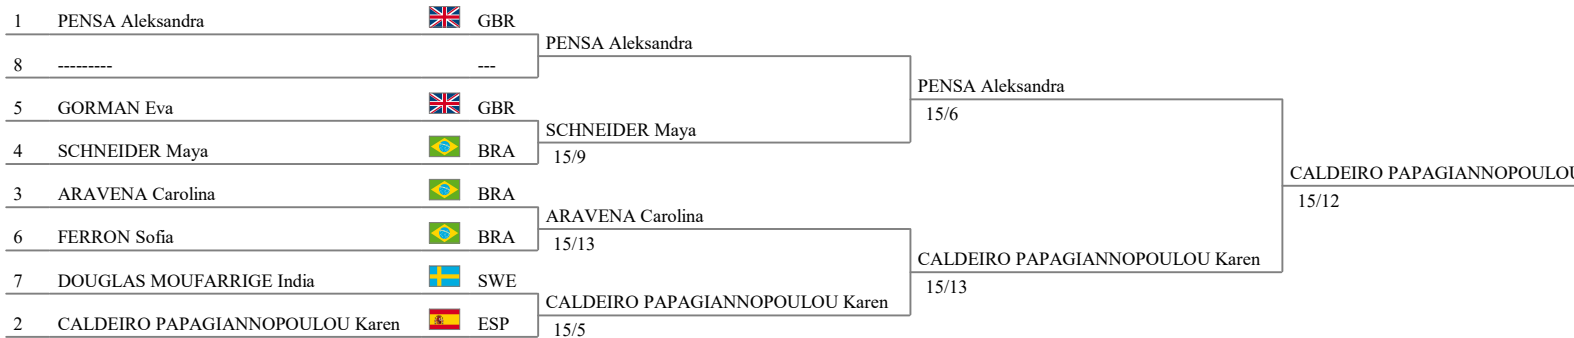 1 PENSA Aleksandra GBR
PENSA Aleksandra
8 --------- ---
PENSA Aleksandra
15/6
5 GORMAN Eva GBR
SCHNEIDER Maya
15/9
4 SCHNEIDER Maya BRA
CALDEIRO PAPAGIANNOPOULOU
15/12
3 ARAVENA Carolina BRA
ARAVENA Carolina
15/13
6 FERRON Sofia BRA
CALDEIRO PAPAGIANNOPOULOU Karen
15/13
7 DOUGLAS MOUFARRIGE India SWE
CALDEIRO PAPAGIANNOPOULOU Karen
15/5
2 CALDEIRO PAPAGIANNOPOULOU Karen ESP